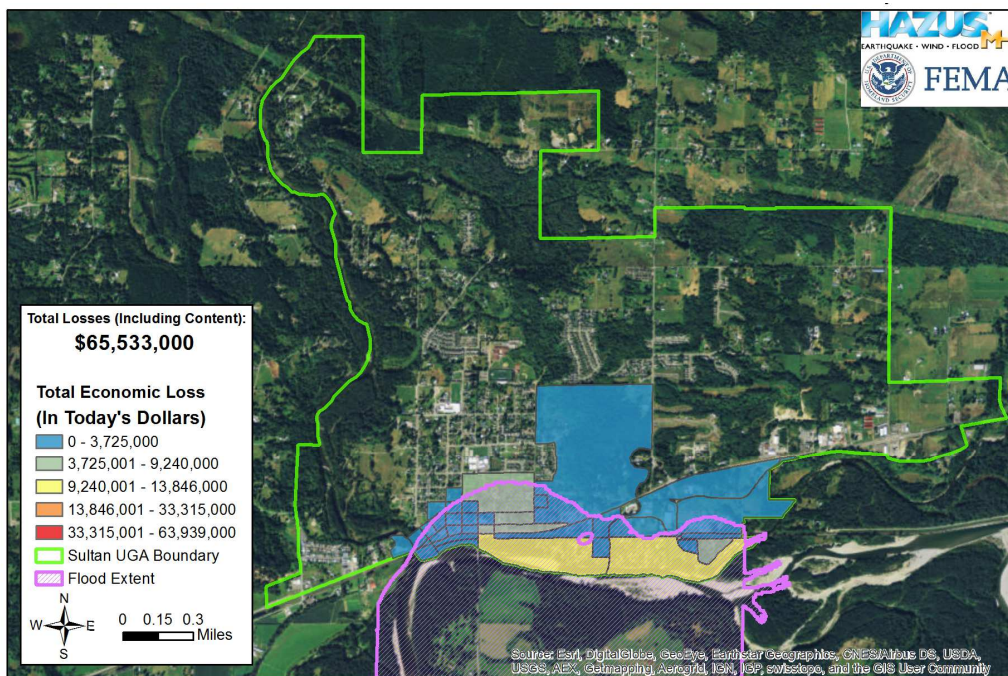 HAZUS MH
EARTHQUAKE • WIND • FLOOD
U.S. DEPARTMENT OF HOMELAND SECURITY
FEMA
Total Losses (Including Content):
$65,533,000
Total Economic Loss
(In Today's Dollars)
0 - 3,725,000
3,725,001 - 9,240,000
9,240,001 - 13,846,000
13,846,001 - 33,315,000
33,315,001 - 63,939,000
Sultan UGA Boundary
Flood Extent
N
W E
S
0 0.15 0.3
Miles
Source: Esri, DigitalGlobe, GeoEye, Earthstar Geographics, CNES/Airbus DS, USDA,
USGS, AEX, Getmapping, Aerogrid, IGN, IGP, swisstopo, and the GIS User Community